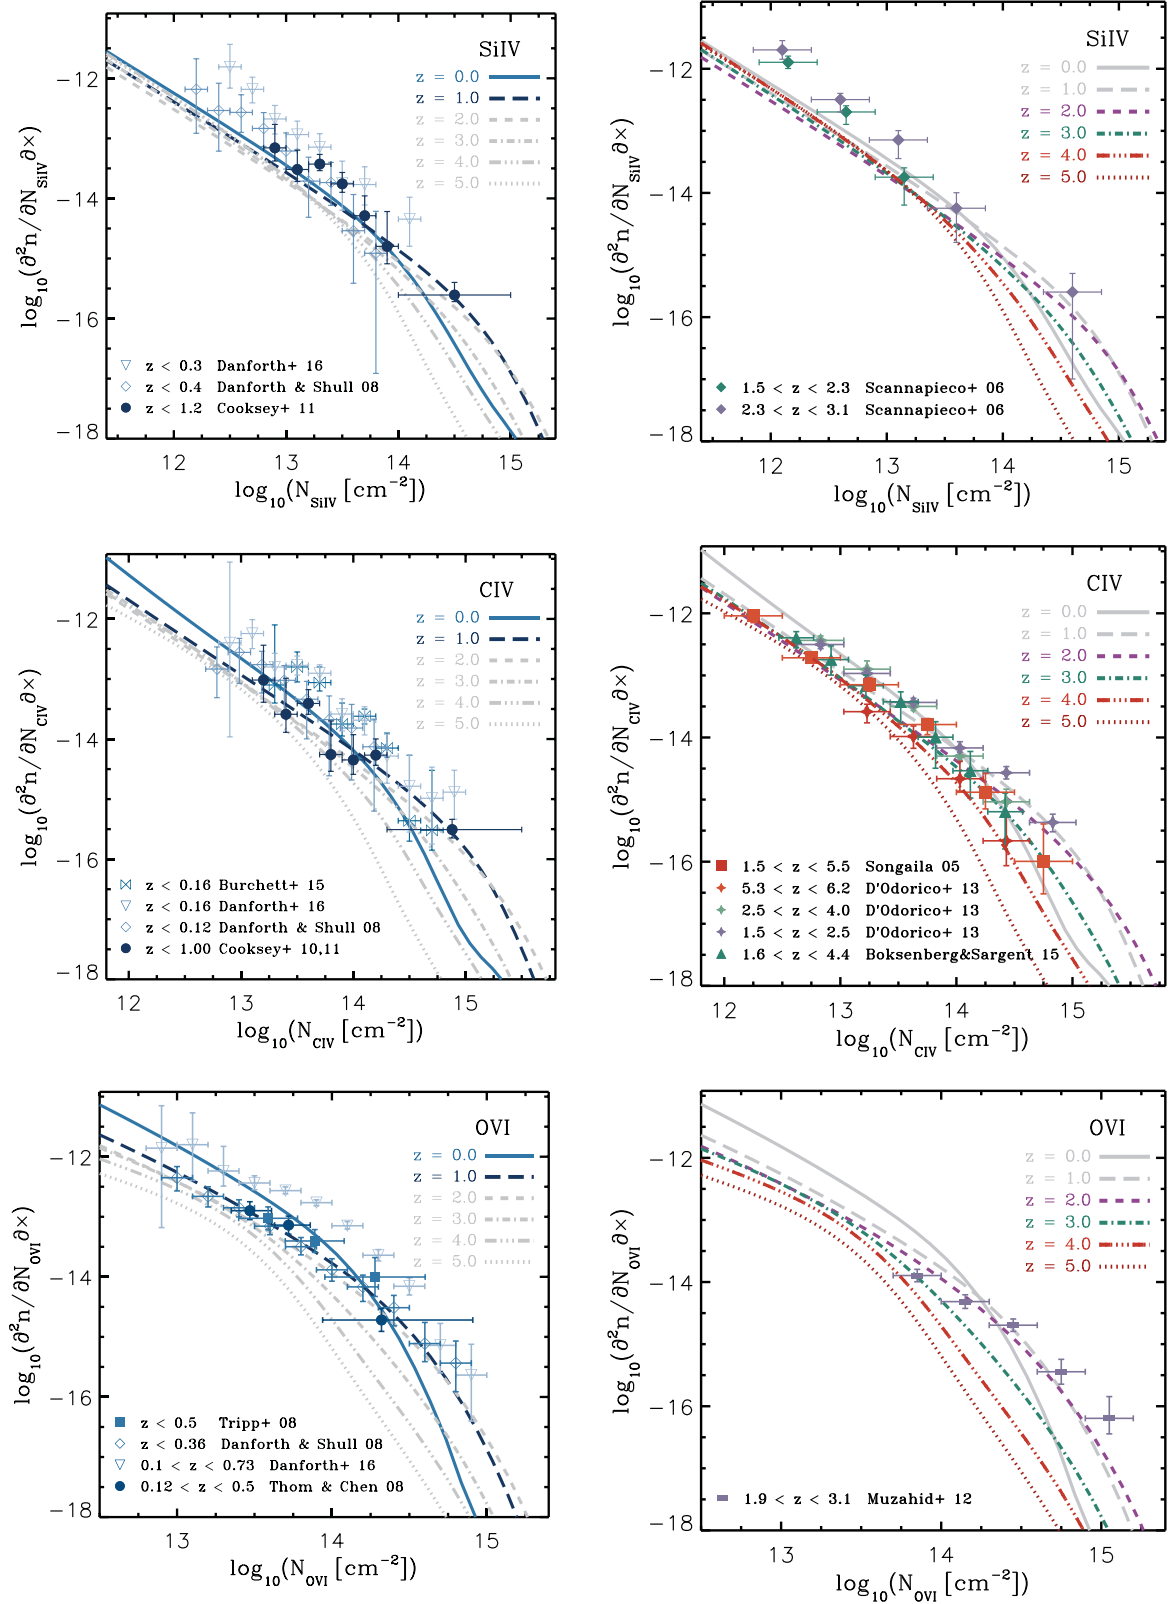 SiIV
z = 0.0
z = 1.0
z = 2.0
z = 3.0
z = 4.0
z = 5.0
−12
−14
−16
−18
log10(∂²n/∂NSiIV∂×)
z < 0.3 Danforth+ 16
z < 0.4 Danforth & Shull 08
z < 1.2 Cooksey+ 11
12 13 14 15
log10(NSiIV [cm−2])
SiIV
z = 0.0
z = 1.0
z = 2.0
z = 3.0
z = 4.0
z = 5.0
−12
−14
−16
−18
log10(∂²n/∂NSiIV∂×)
1.5 < z < 2.3 Scannapieco+ 06
2.3 < z < 3.1 Scannapieco+ 06
12 13 14 15
log10(NSiIV [cm−2])
CIV
z = 0.0
z = 1.0
z = 2.0
z = 3.0
z = 4.0
z = 5.0
−12
−14
−16
−18
log10(∂²n/∂NCIV∂×)
z < 0.16 Burchett+ 15
z < 0.16 Danforth+ 16
z < 0.12 Danforth & Shull 08
z < 1.00 Cooksey+ 10,11
12 13 14 15
log10(NCIV [cm−2])
CIV
z = 0.0
z = 1.0
z = 2.0
z = 3.0
z = 4.0
z = 5.0
−12
−14
−16
−18
log10(∂²n/∂NCIV∂×)
1.5 < z < 5.5 Songaila 05
5.3 < z < 6.2 D'Odorico+ 13
2.5 < z < 4.0 D'Odorico+ 13
1.5 < z < 2.5 D'Odorico+ 13
1.6 < z < 4.4 Boksenberg&Sargent 15
12 13 14 15
log10(NCIV [cm−2])
OVI
z = 0.0
z = 1.0
z = 2.0
z = 3.0
z = 4.0
z = 5.0
−12
−14
−16
−18
log10(∂²n/∂NOVI∂×)
z < 0.5 Tripp+ 08
z < 0.36 Danforth & Shull 08
0.1 < z < 0.73 Danforth+ 16
0.12 < z < 0.5 Thom & Chen 08
13 14 15
log10(NOVI [cm−2])
OVI
z = 0.0
z = 1.0
z = 2.0
z = 3.0
z = 4.0
z = 5.0
−12
−14
−16
−18
log10(∂²n/∂NOVI∂×)
1.9 < z < 3.1 Muzahid+ 12
13 14 15
log10(NOVI [cm−2])